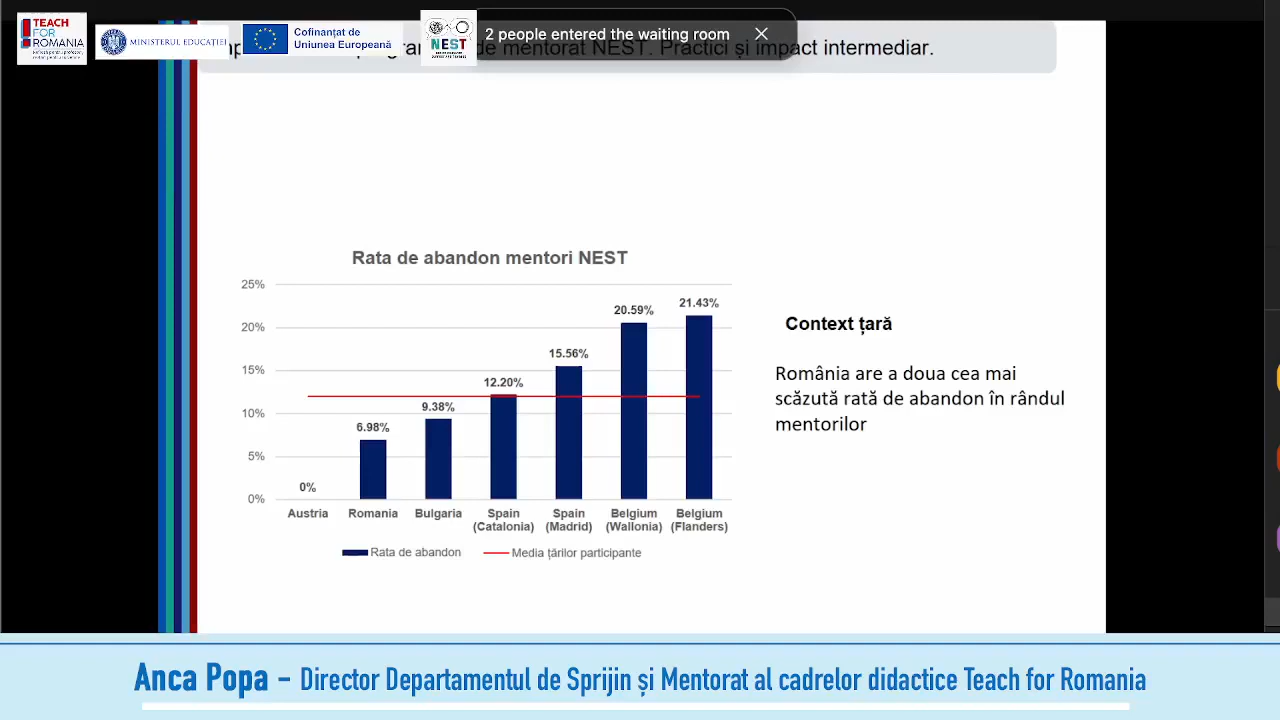 TEACH
FOR
ROMANIA
MINISTERUL EDUCAȚIEI
Cofinanțat de
Uniunea Europeană
NEST
2 people entered the waiting room
de mentorat NEST. Practici și impact intermediar.
Rata de abandon mentori NEST
25%
20%
15%
10%
5%
0%
0%
6.98%
9.38%
12.20%
15.56%
20.59%
21.43%
Austria
Romania
Bulgaria
Spain
(Catalonia)
Spain
(Madrid)
Belgium
(Wallonia)
Belgium
(Flanders)
Rata de abandon
Media țărilor participante
Context țară
România are a doua cea mai
scăzută rată de abandon în rândul
mentorilor
Anca Popa – Director Departamentul de Sprijin și Mentorat al cadrelor didactice Teach for Romania